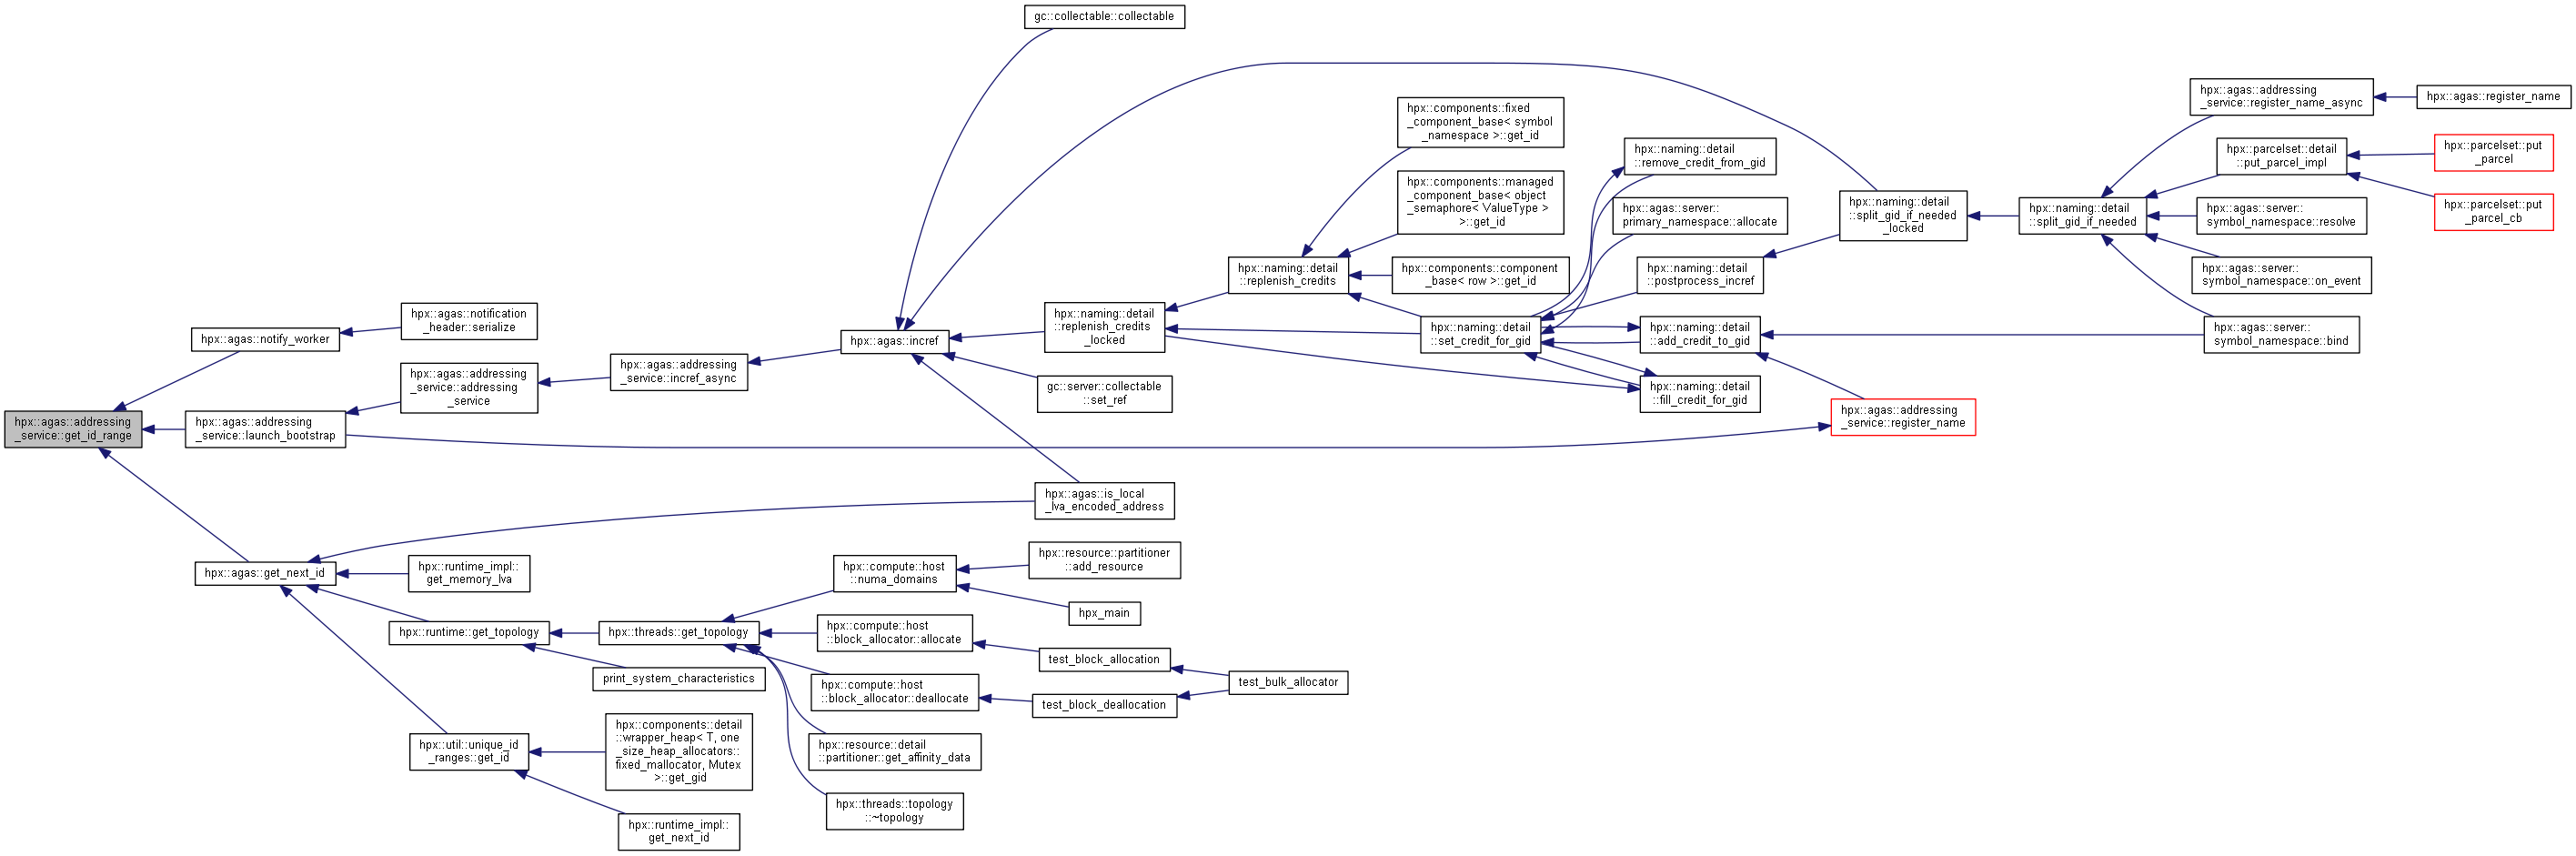 gc::collectable::collectable
hpx::agas::addressing
_service::register_name_async
hpx::agas::register_name
hpx::components::fixed
_component_base< symbol
_namespace >::get_id
hpx::parcelset::put
_parcel
hpx::parcelset::detail
::put_parcel_impl
hpx::naming::detail
::remove_credit_from_gid
hpx::components::managed
_component_base< object
_semaphore< ValueType >
>::get_id
hpx::parcelset::put
_parcel_cb
hpx::agas::server::
primary_namespace::allocate
hpx::naming::detail
::split_gid_if_needed
_locked
hpx::naming::detail
::split_gid_if_needed
hpx::agas::server::
symbol_namespace::resolve
hpx::naming::detail
::replenish_credits
hpx::components::component
_base< row >::get_id
hpx::naming::detail
::postprocess_incref
hpx::agas::server::
symbol_namespace::on_event
hpx::agas::notification
_header::serialize
hpx::naming::detail
::replenish_credits
_locked
hpx::naming::detail
::set_credit_for_gid
hpx::naming::detail
::add_credit_to_gid
hpx::agas::server::
symbol_namespace::bind
hpx::agas::notify_worker
hpx::agas::incref
hpx::agas::addressing
_service::addressing
_service
hpx::agas::addressing
_service::incref_async
gc::server::collectable
::set_ref
hpx::naming::detail
::fill_credit_for_gid
hpx::agas::addressing
_service::get_id_range
hpx::agas::addressing
_service::launch_bootstrap
hpx::agas::addressing
_service::register_name
hpx::agas::is_local
_lva_encoded_address
hpx::agas::get_next_id
hpx::runtime_impl::
get_memory_lva
hpx::compute::host
::numa_domains
hpx::resource::partitioner
::add_resource
hpx_main
hpx::runtime::get_topology
hpx::threads::get_topology
hpx::compute::host
::block_allocator::allocate
test_block_allocation
print_system_characteristics
hpx::compute::host
::block_allocator::deallocate
test_bulk_allocator
test_block_deallocation
hpx::util::unique_id
_ranges::get_id
hpx::components::detail
::wrapper_heap< T, one
_size_heap_allocators::
fixed_mallocator, Mutex
>::get_gid
hpx::resource::detail
::partitioner::get_affinity_data
hpx::threads::topology
::~topology
hpx::runtime_impl::
get_next_id